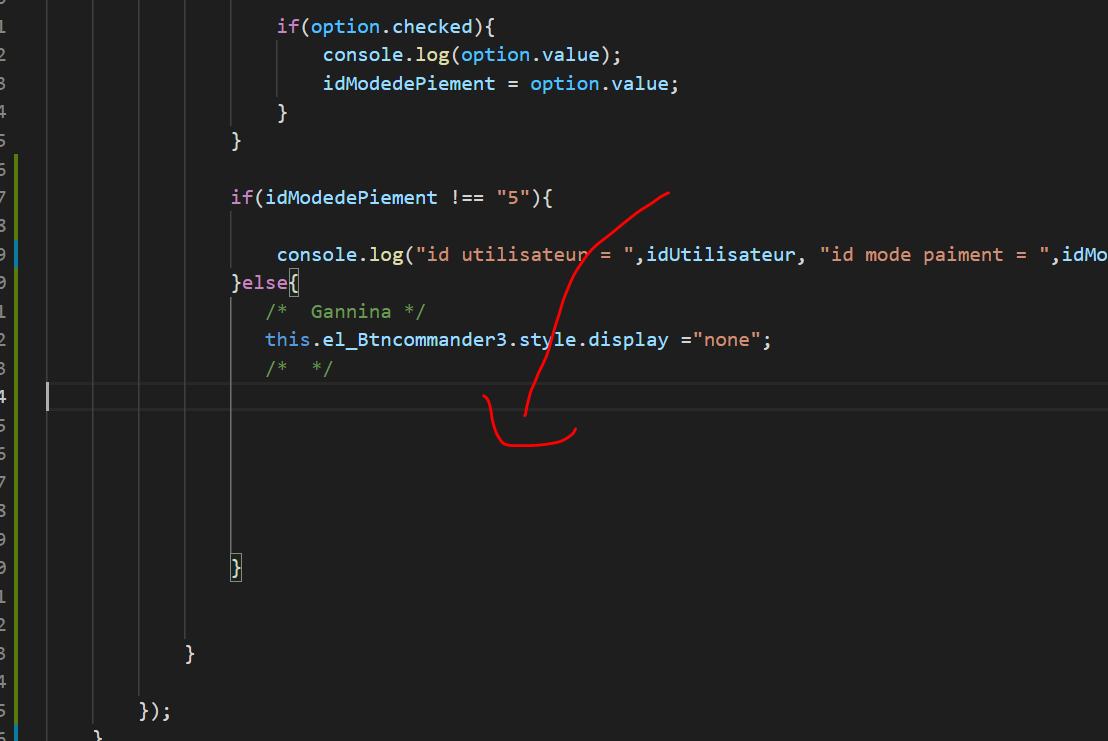 if(option.checked){
console.log(option.value);
idModedePiement = option.value;
}
}
if(idModedePiement !== "5"){
console.log("id utilisateur = ",idUtilisateur, "id mode paiment = ",idMo
}else{
/*  Gannina */
this.el_Btncommander3.style.display ="none";
/*  */
}
}
});
}